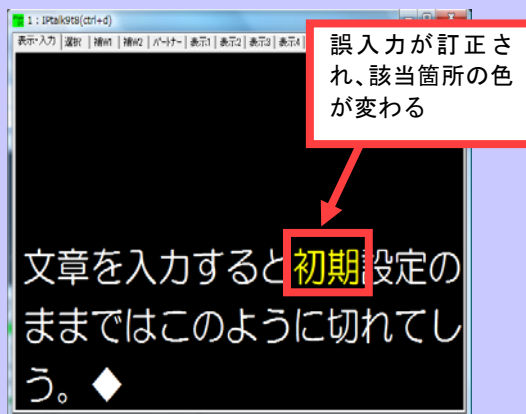 1 : IPtalk9t8(ctrl+d)
表示・入力 選択 補助w1 補助w2 パートナー 表示1 表示2 表示3 表示4
誤入力が訂正さ
れ、該当箇所の色
が変わる
文章を入力すると初期設定の
ままではこのように切れてし
う。◆